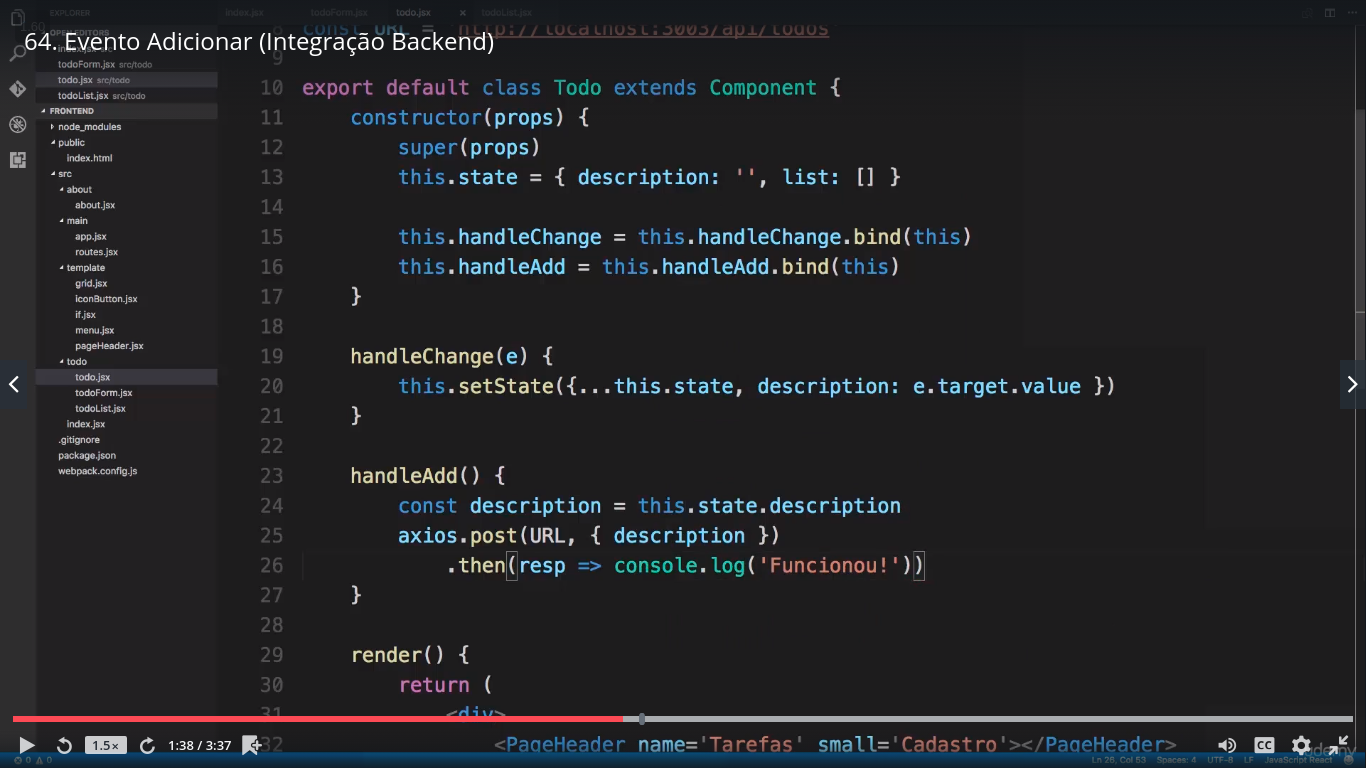 EXPLORER
index.jsx
todoForm.jsx
todo.jsx ×
todoList.jsx
64. Evento Adicionar (Integração Backend)
OPEN EDITORS
index.jsx src
todoForm.jsx src/todo
todo.jsx src/todo
todoList.jsx src/todo
FRONTEND
node_modules
public
index.html
src
about
about.jsx
main
app.jsx
routes.jsx
template
grid.jsx
iconButton.jsx
if.jsx
menu.jsx
pageHeader.jsx
todo
todo.jsx
todoForm.jsx
todoList.jsx
index.jsx
.gitignore
package.json
webpack.config.js
8 const URL = 'http://localhost:3003/api/todos
9
10 export default class Todo extends Component {
11 constructor(props) {
12 super(props)
13 this.state = { description: '', list: [] }
14
15 this.handleChange = this.handleChange.bind(this)
16 this.handleAdd = this.handleAdd.bind(this)
17 }
18
19 handleChange(e) {
20 this.setState({...this.state, description: e.target.value })
21 }
22
23 handleAdd() {
24 const description = this.state.description
25 axios.post(URL, { description })
26 .then(resp => console.log('Funcionou!'))
27 }
28
29 render() {
30 return (
31 <div>
32 <PageHeader name='Tarefas' small='Cadastro'></PageHeader>
1.5×
1:38 / 3:37
CC
udemy
0 0
Ln 26, Col 53 Spaces: 4 UTF-8 LF JavaScript React